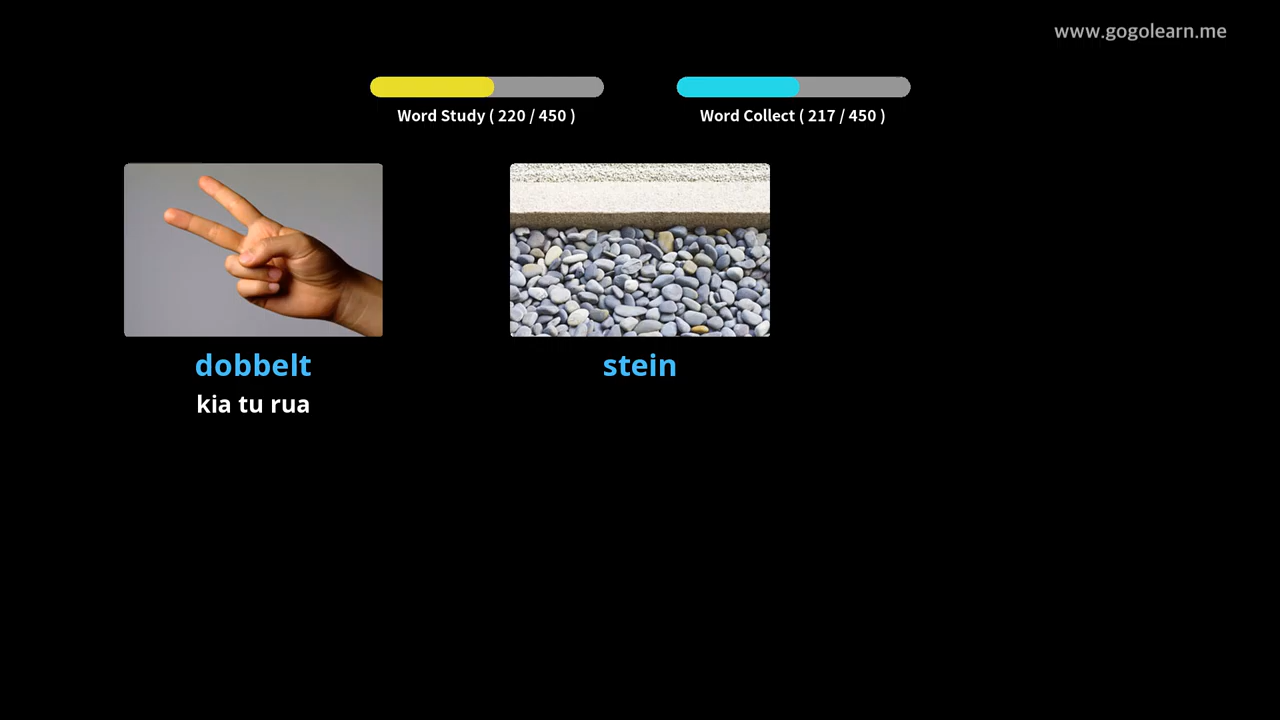 www.gogolearn.me
Word Study ( 220 / 450 )
Word Collect ( 217 / 450 )
dobbelt
kia tu rua
stein